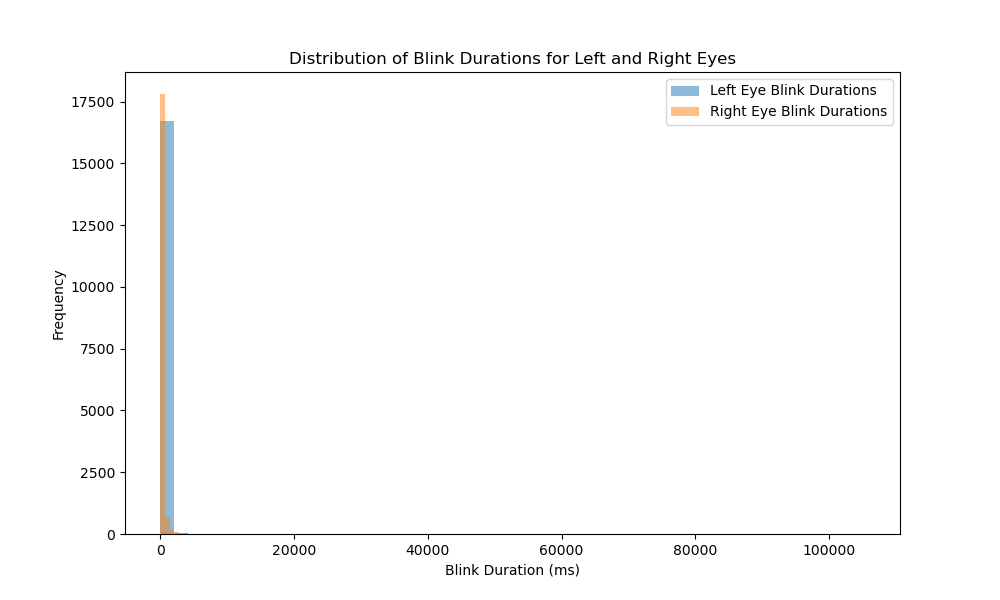 Distribution of Blink Durations for Left and Right Eyes
Left Eye Blink Durations
Right Eye Blink Durations
17500
15000
12500
10000
7500
5000
2500
0
Frequency
0 20000 40000 60000 80000 100000
Blink Duration (ms)